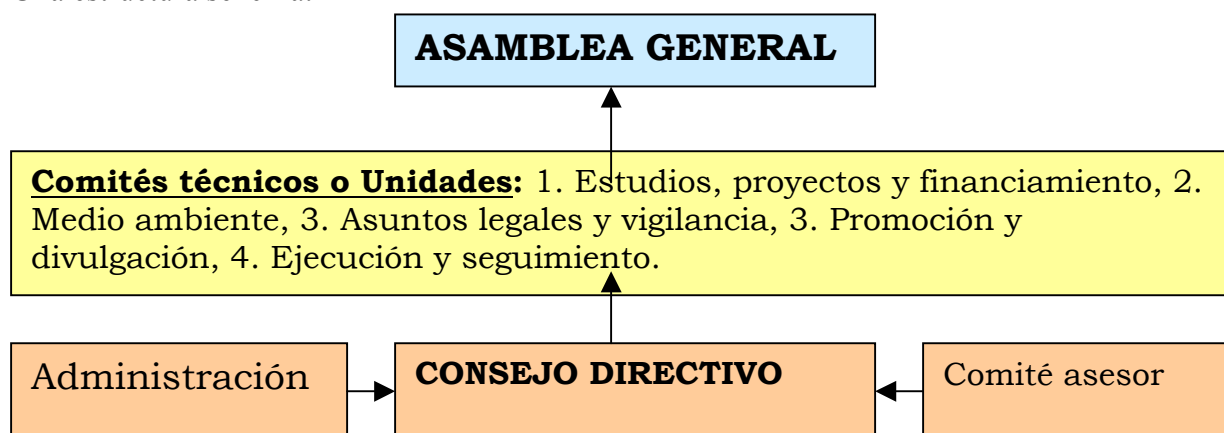 ASAMBLEA GENERAL
Comités técnicos o Unidades: 1. Estudios, proyectos y financiamiento, 2.
Medio ambiente, 3. Asuntos legales y vigilancia, 3. Promoción y
divulgación, 4. Ejecución y seguimiento.
Administración
CONSEJO DIRECTIVO
Comité asesor